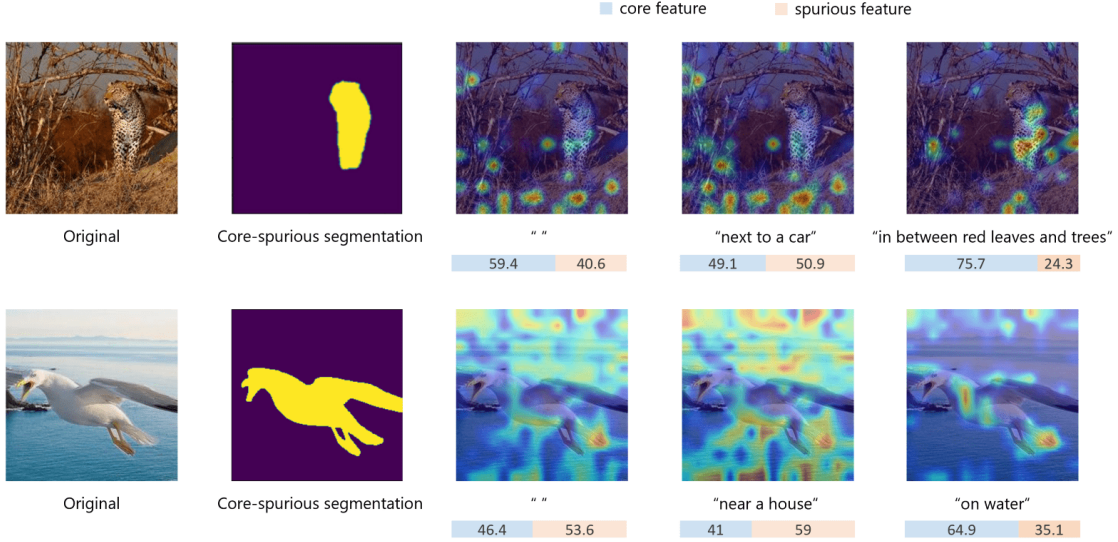 core feature spurious feature
Original Core-spurious segmentation “ “ “next to a car“ “in between red leaves and trees“
59.4 40.6 49.1 50.9 75.7 24.3
Original Core-spurious segmentation “ “ “near a house“ “on water“
46.4 53.6 41 59 64.9 35.1